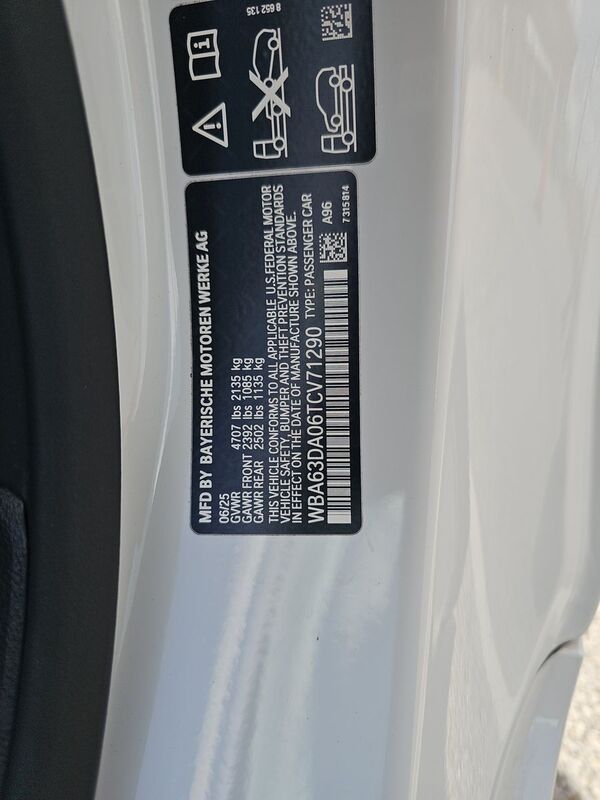 8 652 135
MFD BY BAYERISCHE MOTOREN WERKE AG
06/25
GVWR 4707 lbs 2135 kg
GAWR FRONT 2392 lbs 1085 kg
GAWR REAR 2502 lbs 1135 kg
THIS VEHICLE CONFORMS TO ALL APPLICABLE U.S.FEDERAL MOTOR
VEHICLE SAFETY, BUMPER AND THEFT PREVENTION STANDARDS
IN EFFECT ON THE DATE OF MANUFACTURE SHOWN ABOVE.
WBA63DA06TCV71290 TYPE: PASSENGER CAR
A96
7 315 814